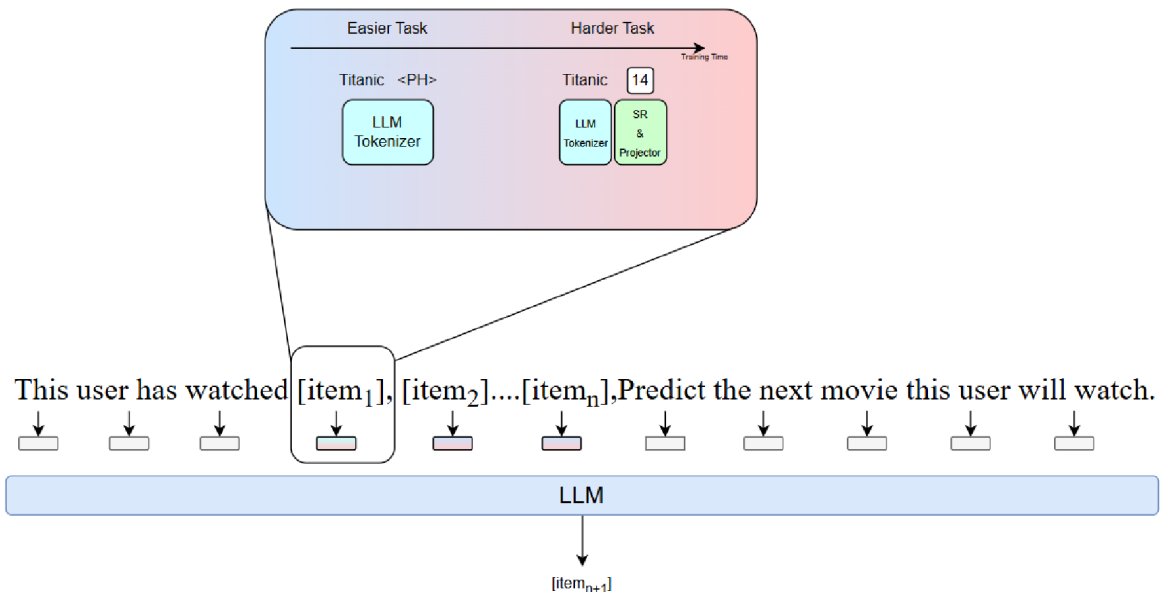 Easier Task Harder Task
Training Time
Titanic <PH> Titanic 14
LLM Tokenizer
LLM Tokenizer
SR & Projector
This user has watched [item1], [item2]....[itemn],Predict the next movie this user will watch.
LLM
[itemn+1]